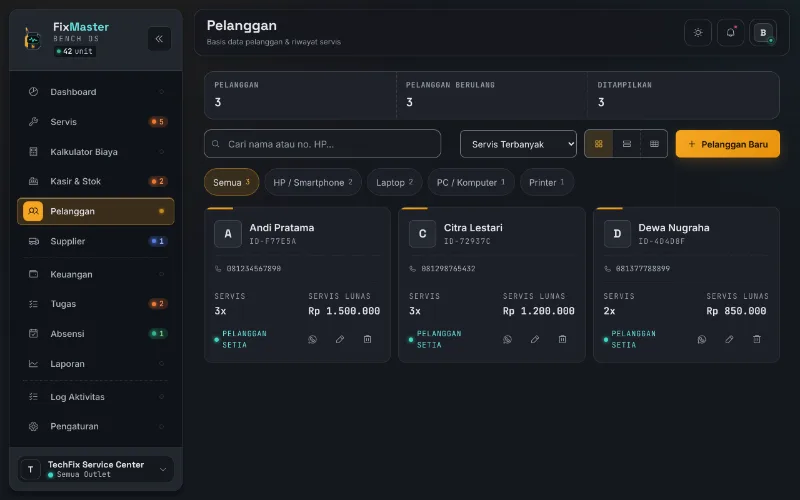 FixMaster
BENCH OS
42 unit
Dashboard
Servis 5
Kalkulator Biaya
Kasir & Stok 2
Pelanggan
Supplier 1
Keuangan
Tugas 2
Absensi 1
Laporan
Log Aktivitas
Pengaturan
T
TechFix Service Center
Semua Outlet
Pelanggan
Basis data pelanggan & riwayat servis
B
PELANGGAN
3
PELANGGAN BERULANG
3
DITAMPILKAN
3
Cari nama atau no. HP...
Servis Terbanyak
+ Pelanggan Baru
Semua 3
HP / Smartphone 2
Laptop 2
PC / Komputer 1
Printer 1
A
Andi Pratama
ID-F77E5A
081234567890
SERVIS
3x
SERVIS LUNAS
Rp 1.500.000
PELANGGAN
SETIA
C
Citra Lestari
ID-72937C
081298765432
SERVIS
3x
SERVIS LUNAS
Rp 1.200.000
PELANGGAN
SETIA
D
Dewa Nugraha
ID-4D4D8F
081377788899
SERVIS
2x
SERVIS LUNAS
Rp 850.000
PELANGGAN
SETIA